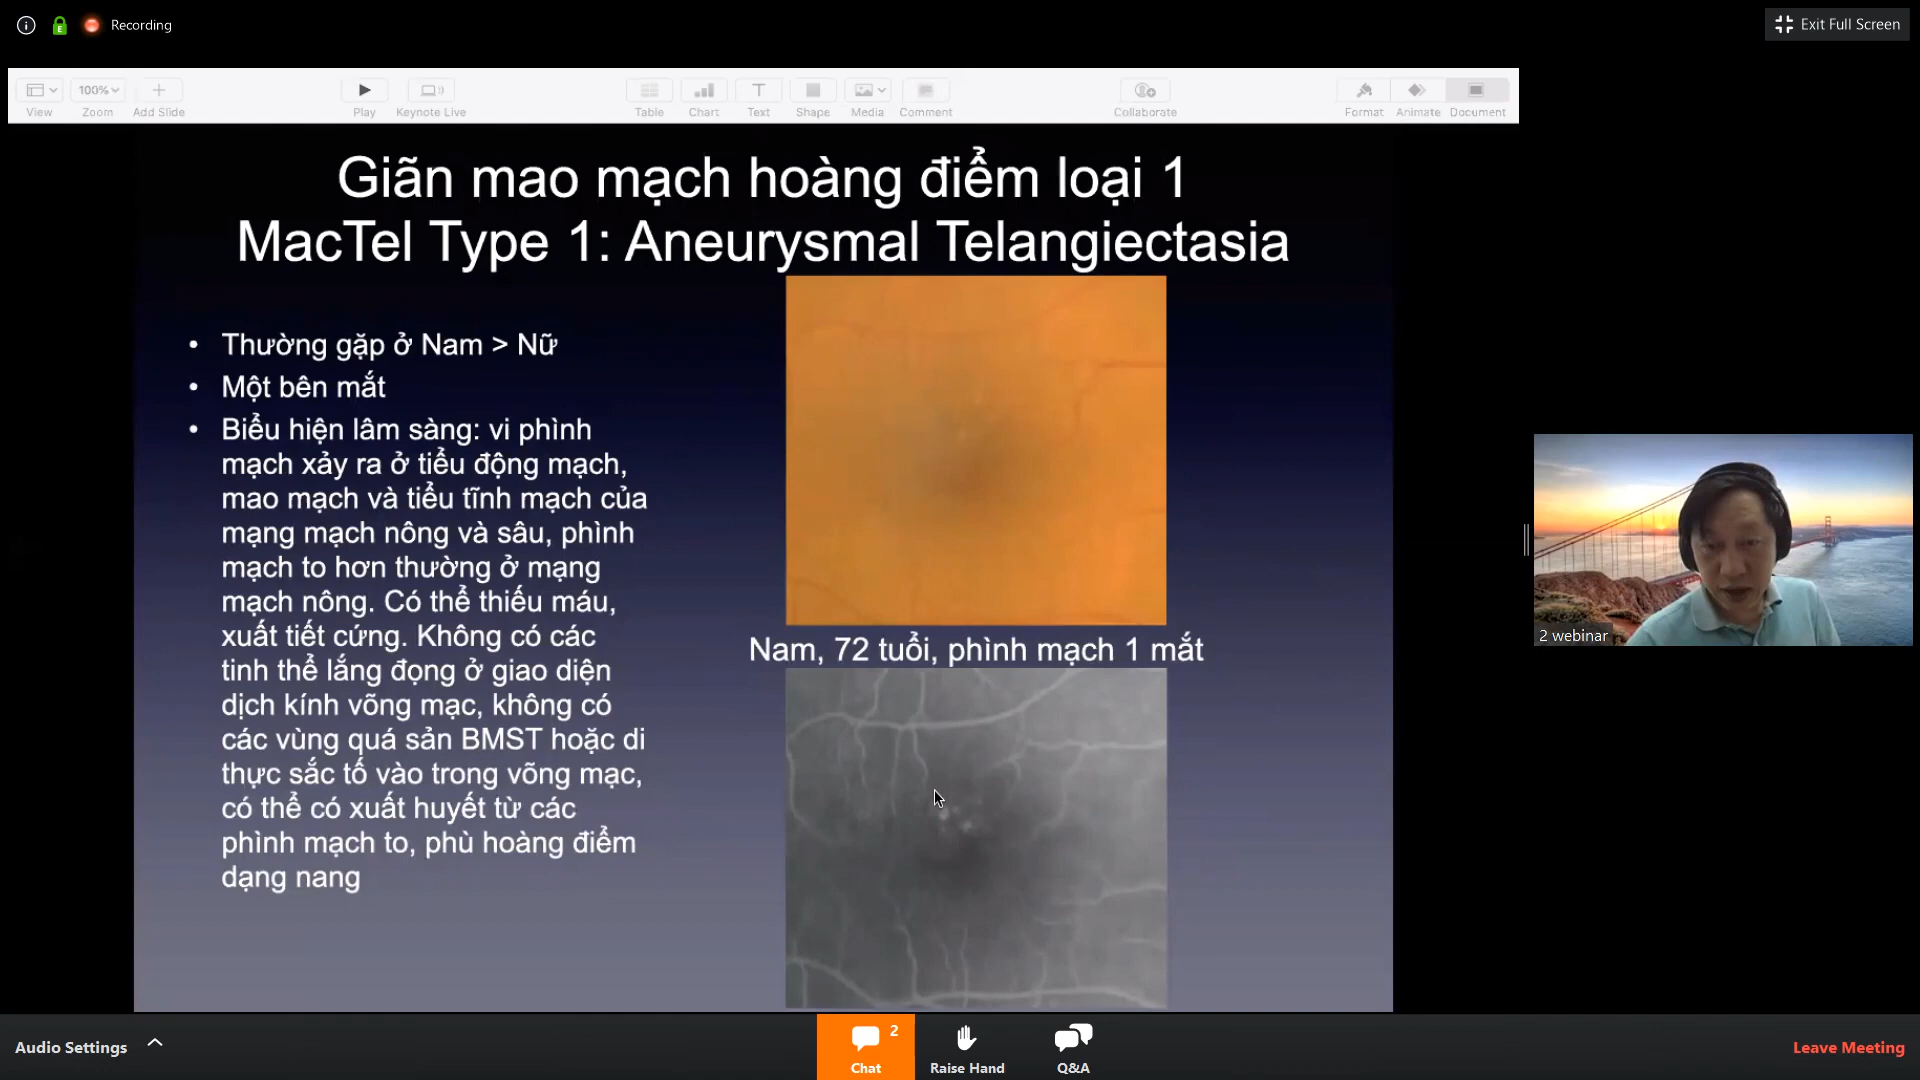 Recording
Exit Full Screen
View
100%
Zoom
Add Slide
Play
Keynote Live
Table
Chart
Text
Shape
Media
Comment
Collaborate
Format
Animate
Document
Giãn mao mạch hoàng điểm loại 1
MacTel Type 1: Aneurysmal Telangiectasia
• Thường gặp ở Nam > Nữ
• Một bên mắt
• Biểu hiện lâm sàng: vi phình
mạch xảy ra ở tiểu động mạch,
mao mạch và tiểu tĩnh mạch của
mạng mạch nông và sâu, phình
mạch to hơn thường ở mạng
mạch nông. Có thể thiếu máu,
xuất tiết cứng. Không có các
tinh thể lắng đọng ở giao diện
dịch kính võng mạc, không có
các vùng quá sản BMST hoặc di
thực sắc tố vào trong võng mạc,
có thể có xuất huyết từ các
phình mạch to, phù hoàng điểm
dạng nang
Nam, 72 tuổi, phình mạch 1 mắt
2 webinar
Audio Settings
2
Chat
Raise Hand
Q&A
Leave Meeting